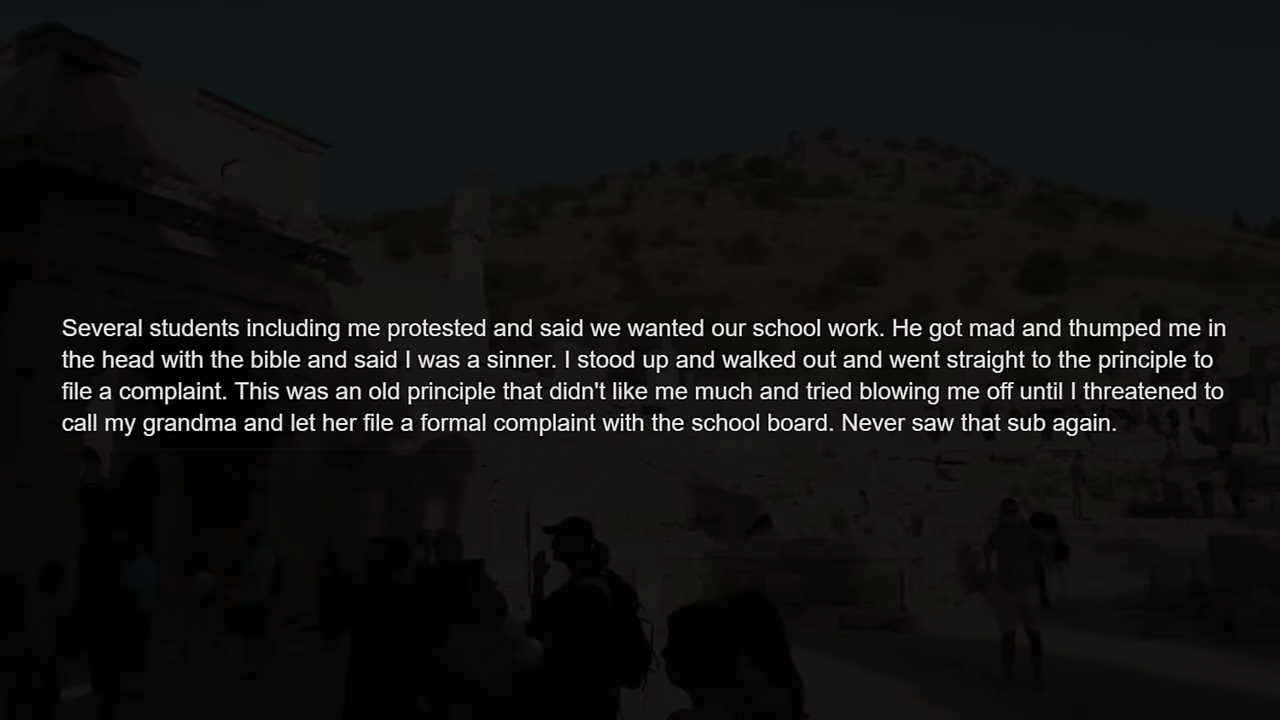 Several students including me protested and said we wanted our school work. He got mad and thumped me in
the head with the bible and said I was a sinner. I stood up and walked out and went straight to the principle to
file a complaint. This was an old principle that didn't like me much and tried blowing me off until I threatened to
call my grandma and let her file a formal complaint with the school board. Never saw that sub again.